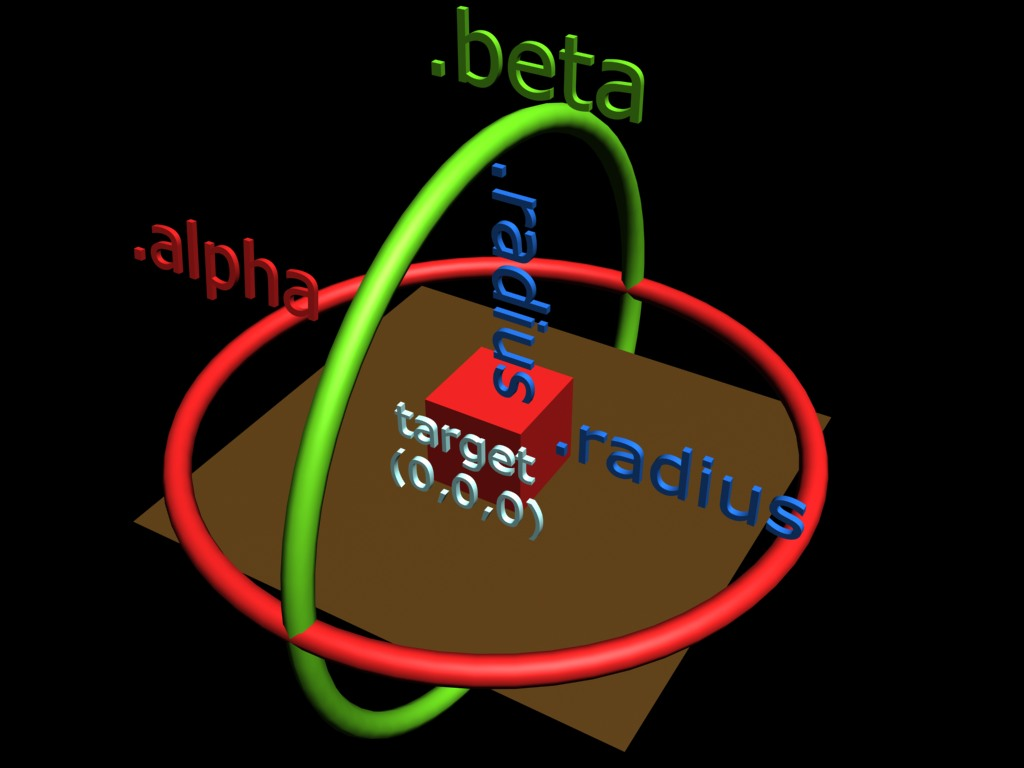 .beta
.radius
.alpha
target
(0,0,0)
.radius